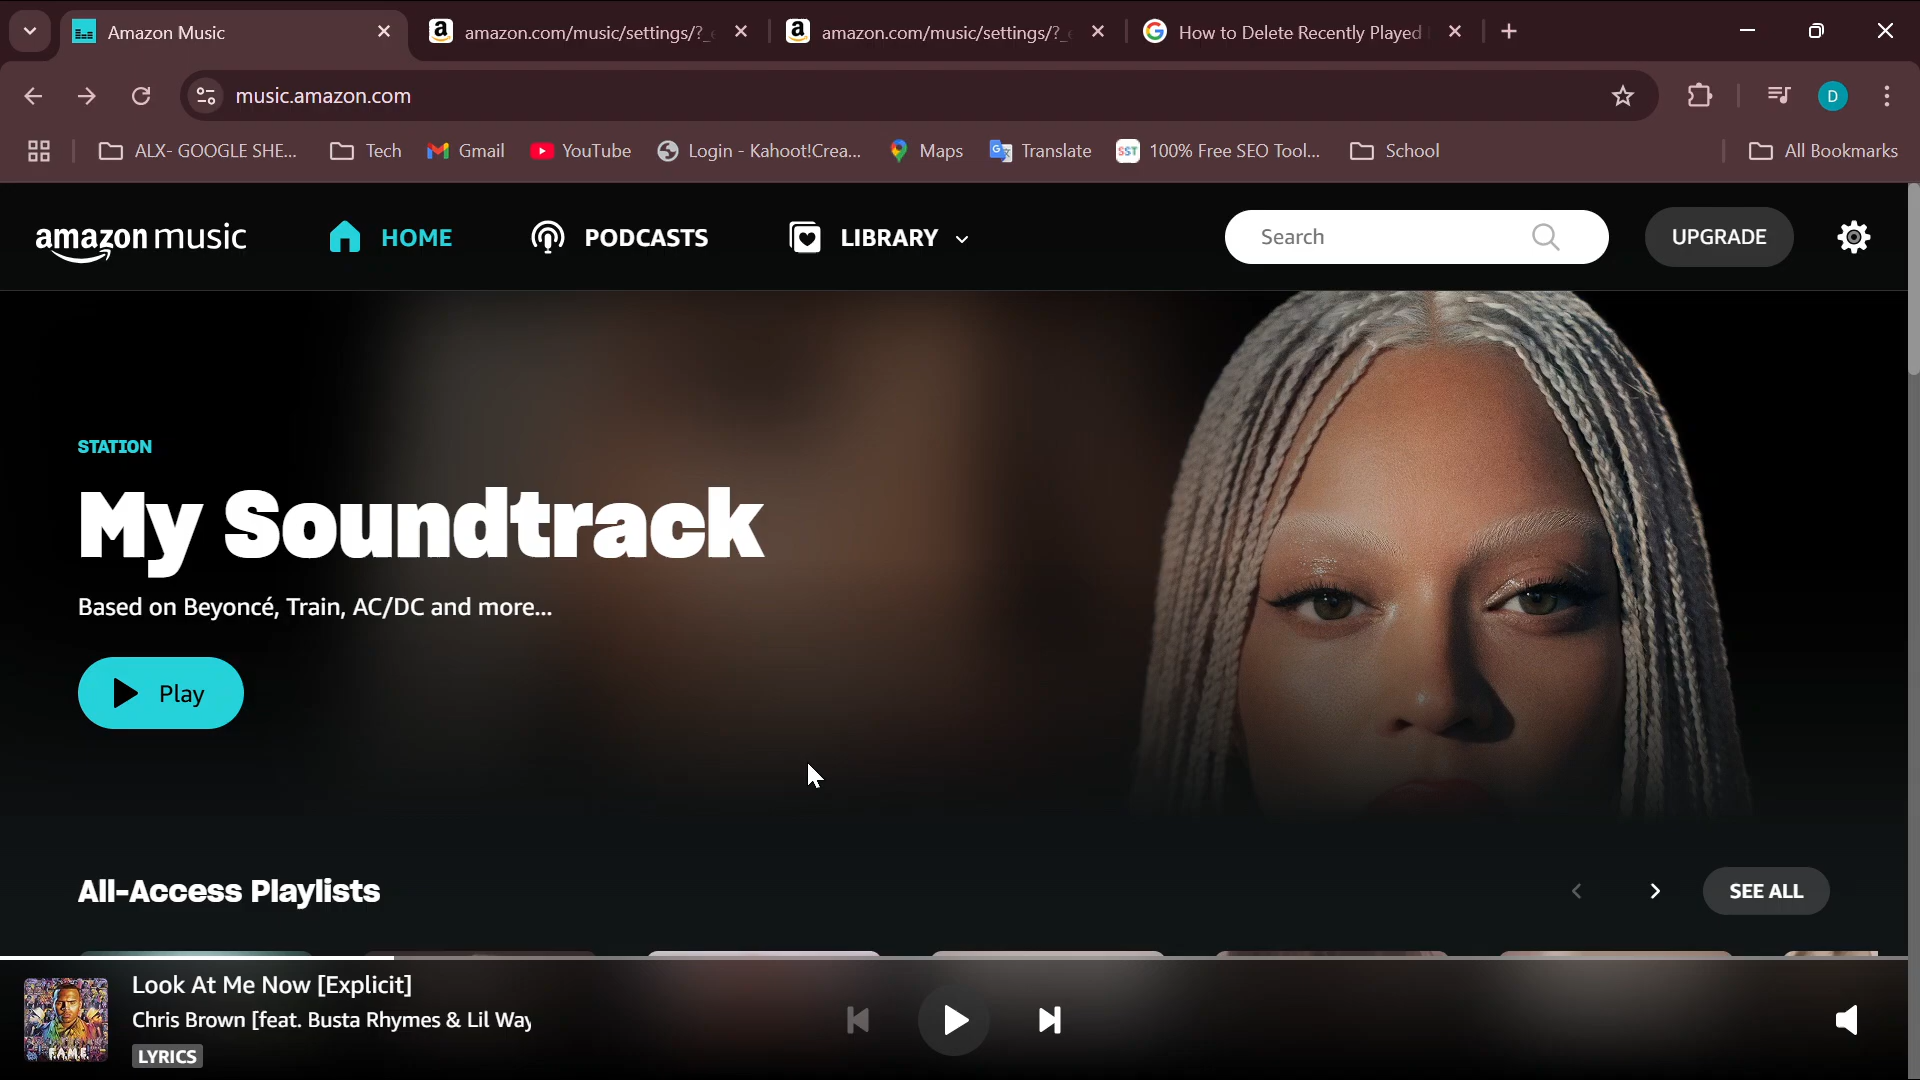 Amazon Music
amazon.com/music/settings/?_
amazon.com/music/settings/?_
How to Delete Recently Played
music.amazon.com
D
ALX- GOOGLE SHE...
Tech
Gmail
YouTube
Login - Kahoot!Crea...
Maps
Translate
SST
100% Free SEO Tool...
School
All Bookmarks
amazon music
HOME
PODCASTS
LIBRARY
Search
UPGRADE
STATION
My Soundtrack
Based on Beyoncé, Train, AC/DC and more...
Play
All-Access Playlists
SEE ALL
Look At Me Now [Explicit]
Chris Brown [feat. Busta Rhymes & Lil Way
LYRICS
F.A.M.E.